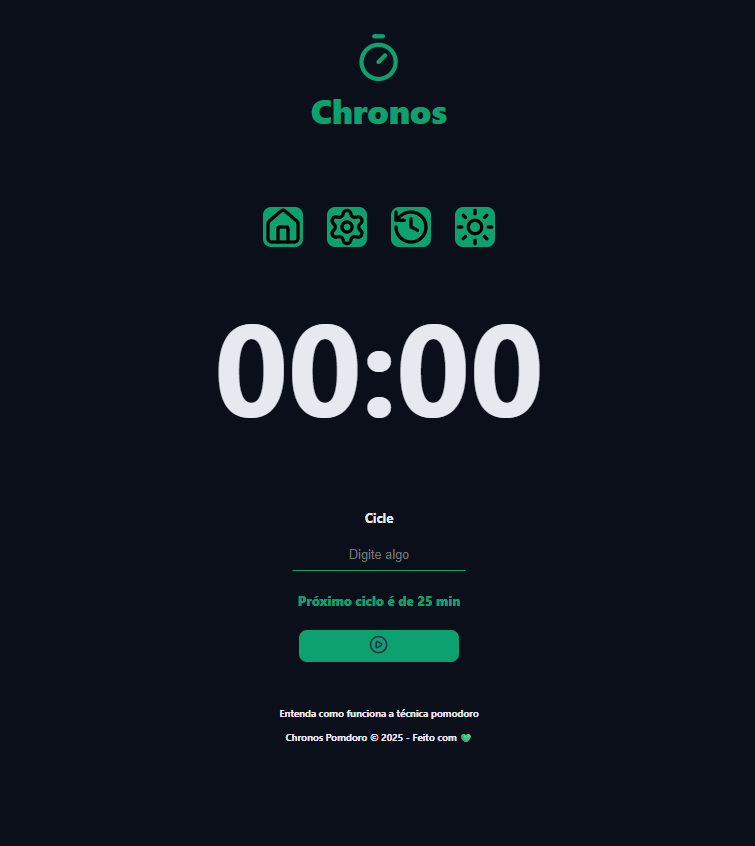 Chronos
00:00
Cicle
Digite algo
Próximo ciclo é de 25 min
Entenda como funciona a técnica pomodoro
Chronos Pomdoro © 2025 - Feito com 💚